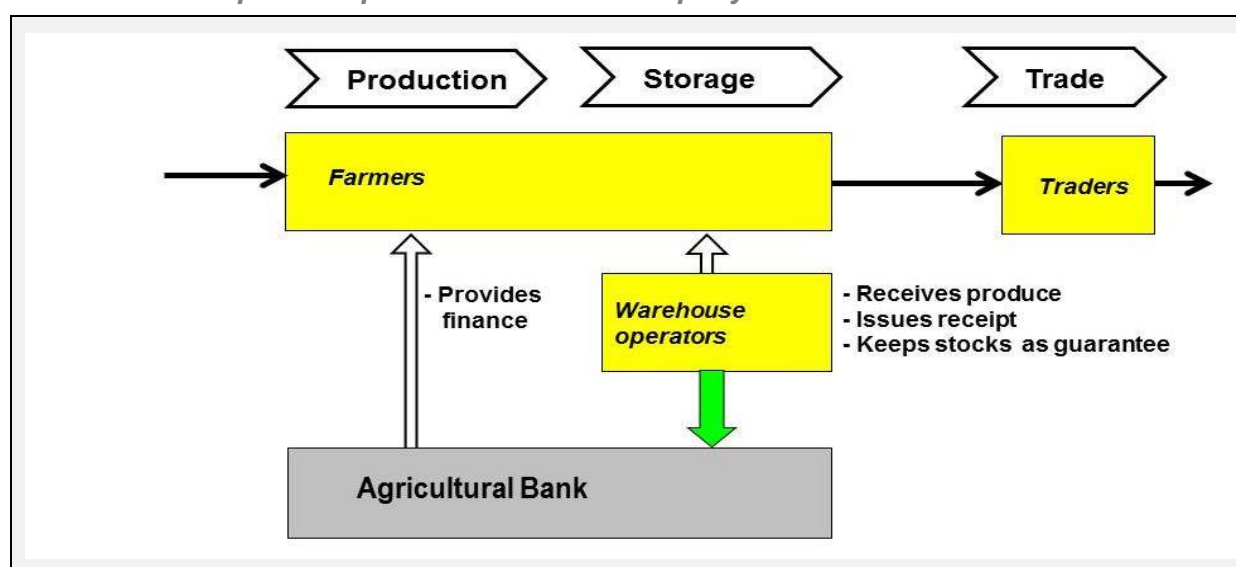 Production
Storage
Trade
Farmers
Traders
- Provides
finance
Warehouse
operators
- Receives produce
- Issues receipt
- Keeps stocks as guarantee
Agricultural Bank